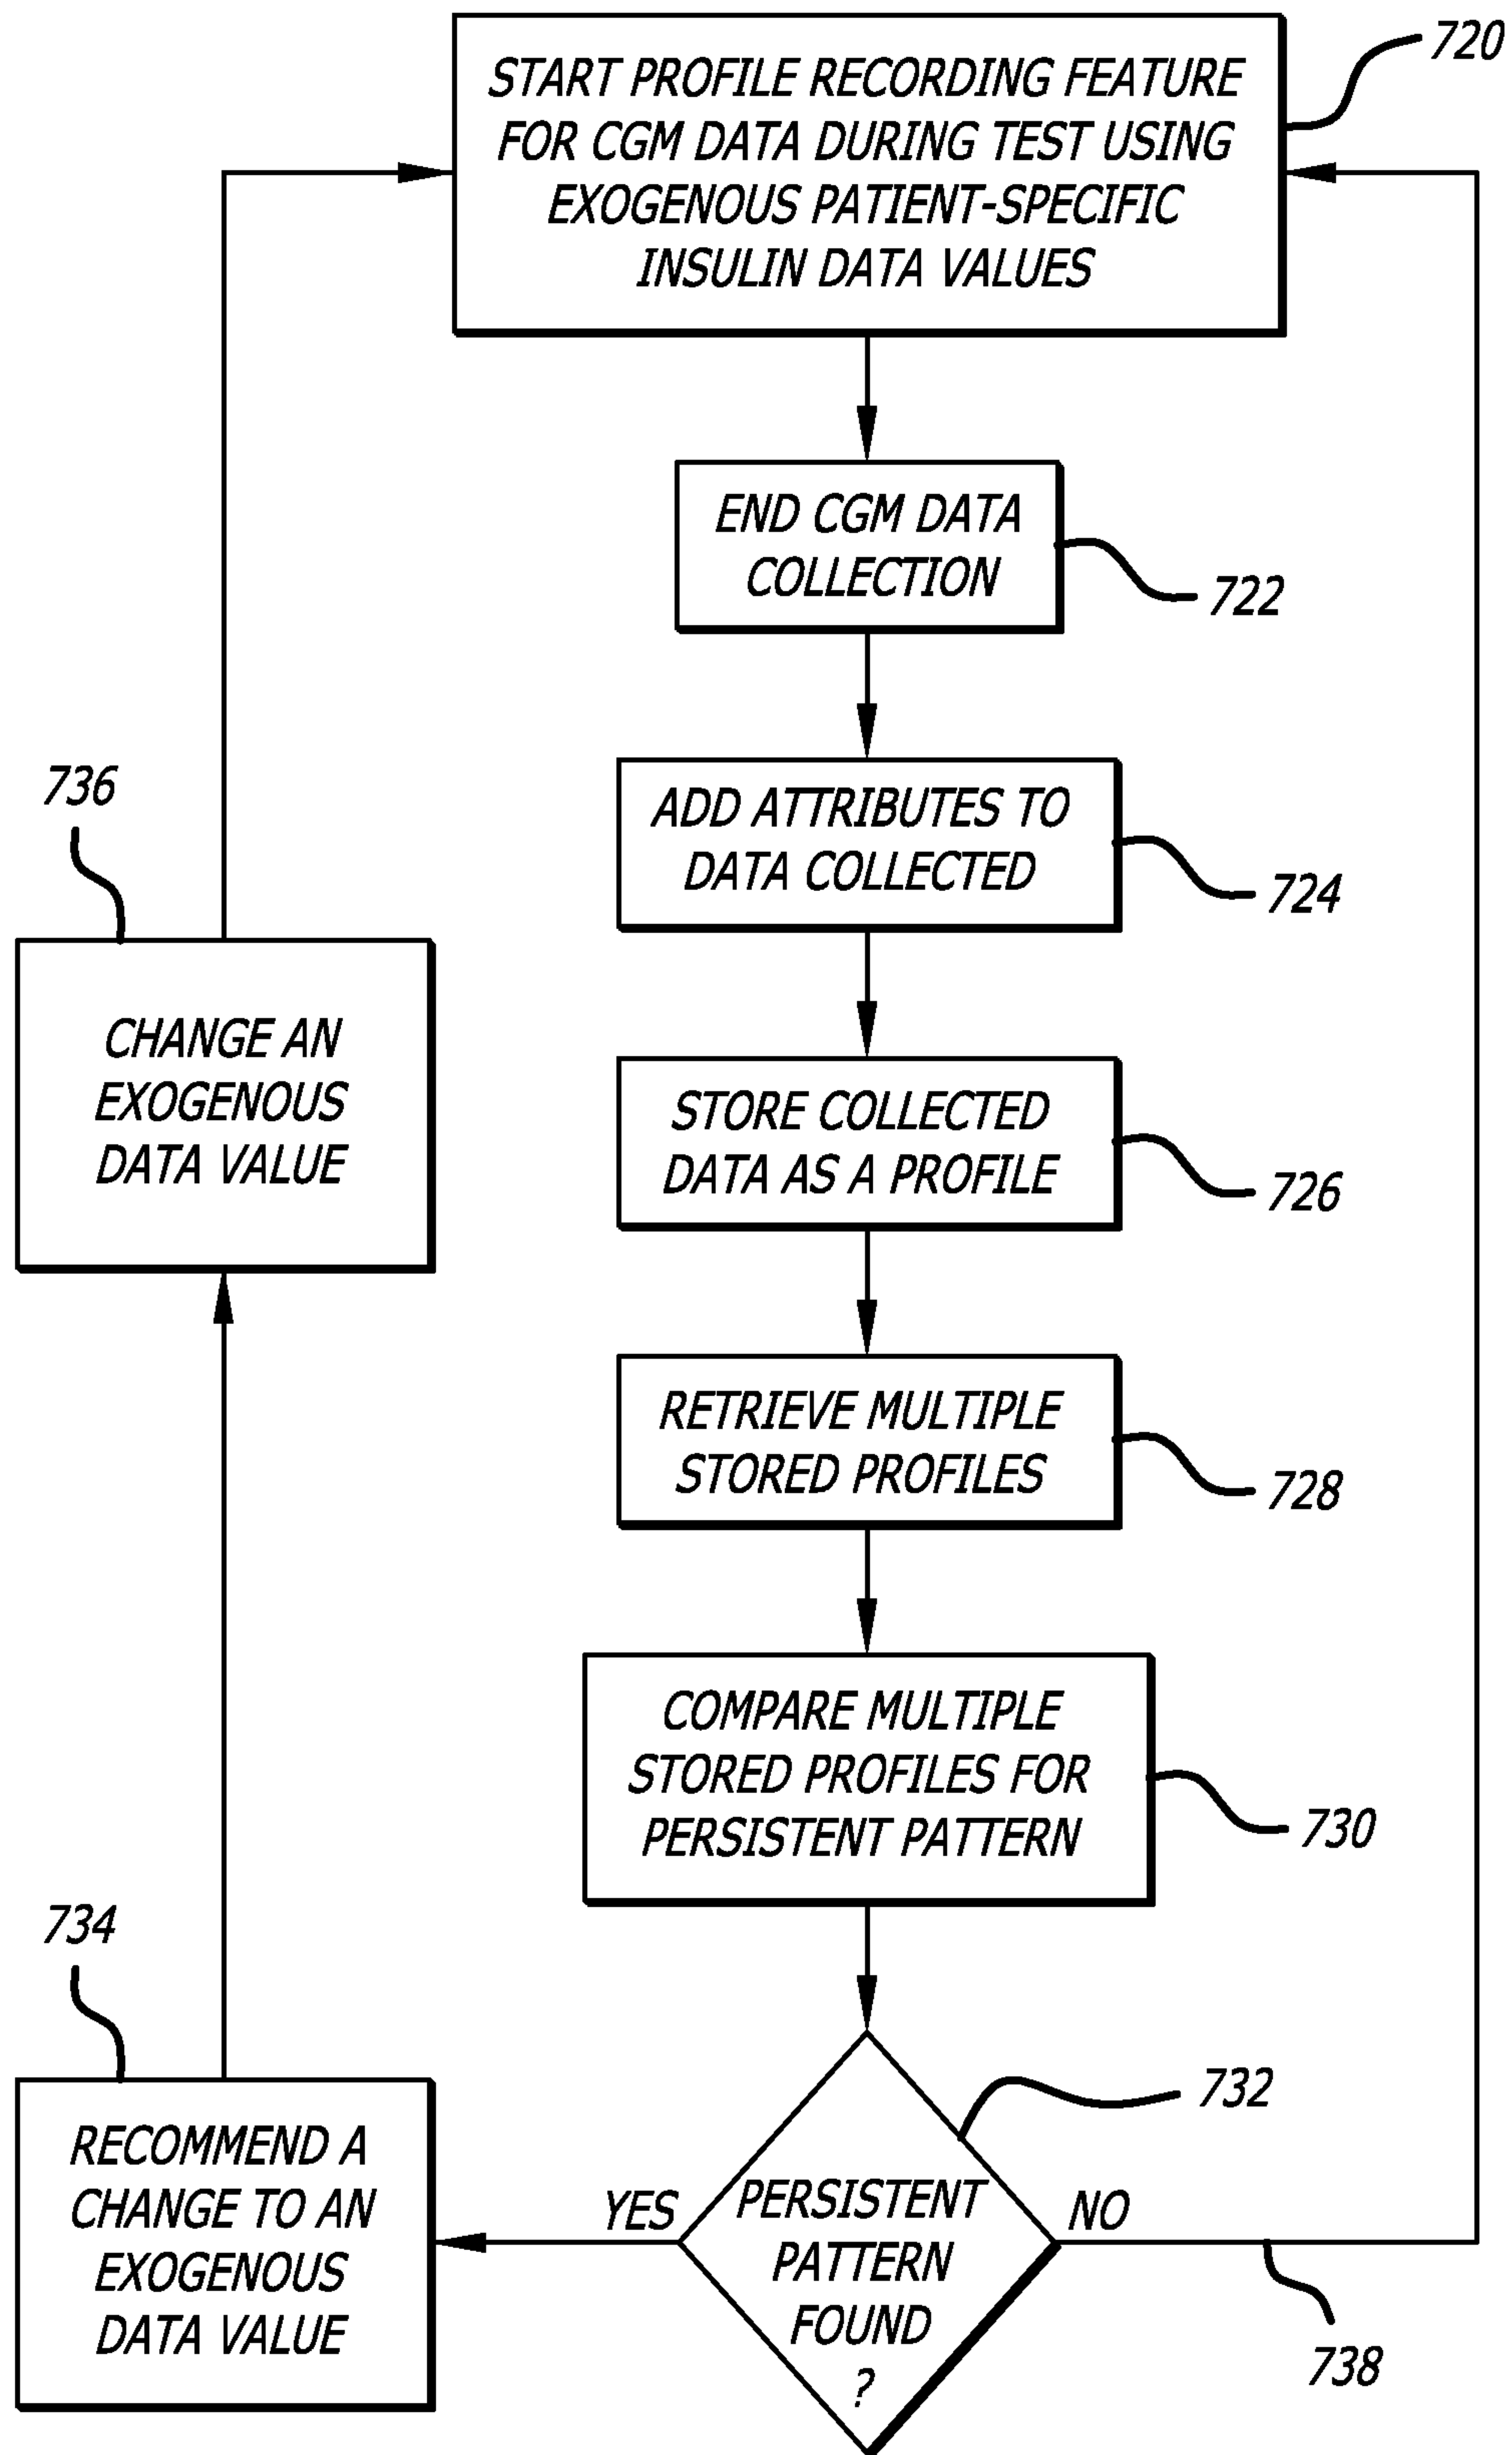 START PROFILE RECORDING FEATURE
FOR CGM DATA DURING TEST USING
EXOGENOUS PATIENT-SPECIFIC
INSULIN DATA VALUES
720
END CGM DATA
COLLECTION
722
ADD ATTRIBUTES TO
DATA COLLECTED
724
STORE COLLECTED
DATA AS A PROFILE
726
RETRIEVE MULTIPLE
STORED PROFILES
728
COMPARE MULTIPLE
STORED PROFILES FOR
PERSISTENT PATTERN
730
PERSISTENT
PATTERN
FOUND
?
732
YES
NO
738
734
RECOMMEND A
CHANGE TO AN
EXOGENOUS
DATA VALUE
736
CHANGE AN
EXOGENOUS
DATA VALUE